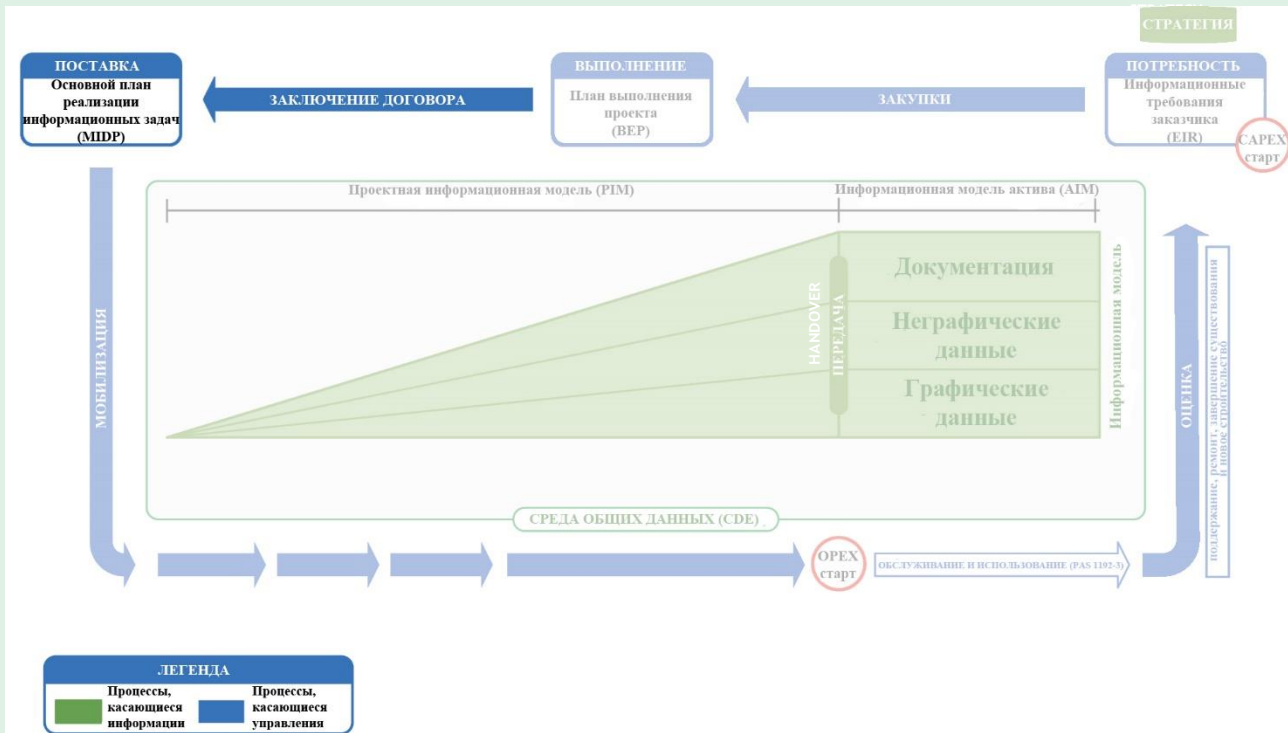 СТРАТЕГИЯ
ПОСТАВКА
Основной план
реализации
информационных задач
(MIDP)
ЗАКЛЮЧЕНИЕ ДОГОВОРА
ВЫПОЛНЕНИЕ
План выполнения
проекта
(BEP)
ЗАКУПКИ
ПОТРЕБНОСТЬ
Информационные
требования
заказчика
(EIR)
CAPEX
старт
Проектная информационная модель (PIM)
Информационная модель актива (AIM)
МОБИЛИЗАЦИЯ
HANDOVER
ПЕРЕДАЧА
Документация
Неграфические
данные
Графические
данные
Информационная модель
ОЦЕНКА
поддержание, ремонт, завершение существования
и новое строительство
СРЕДА ОБЩИХ ДАННЫХ (CDE)
OPEX
старт
ОБСЛУЖИВАНИЕ И ИСПОЛЬЗОВАНИЕ (PAS 1192-3)
ЛЕГЕНДА
Процессы,
касающиеся
информации
Процессы,
касающиеся
управления